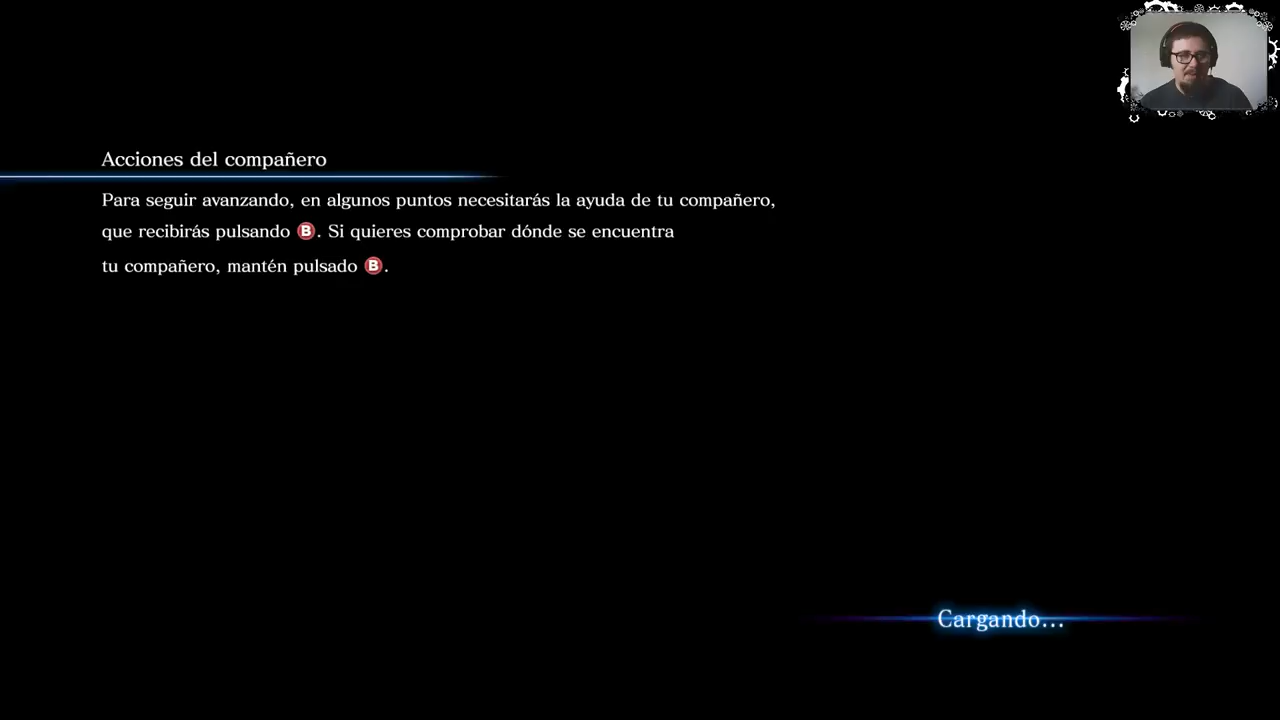 Acciones del compañero
Para seguir avanzando, en algunos puntos necesitarás la ayuda de tu compañero,
que recibirás pulsando B. Si quieres comprobar dónde se encuentra
tu compañero, mantén pulsado B.
Cargando...